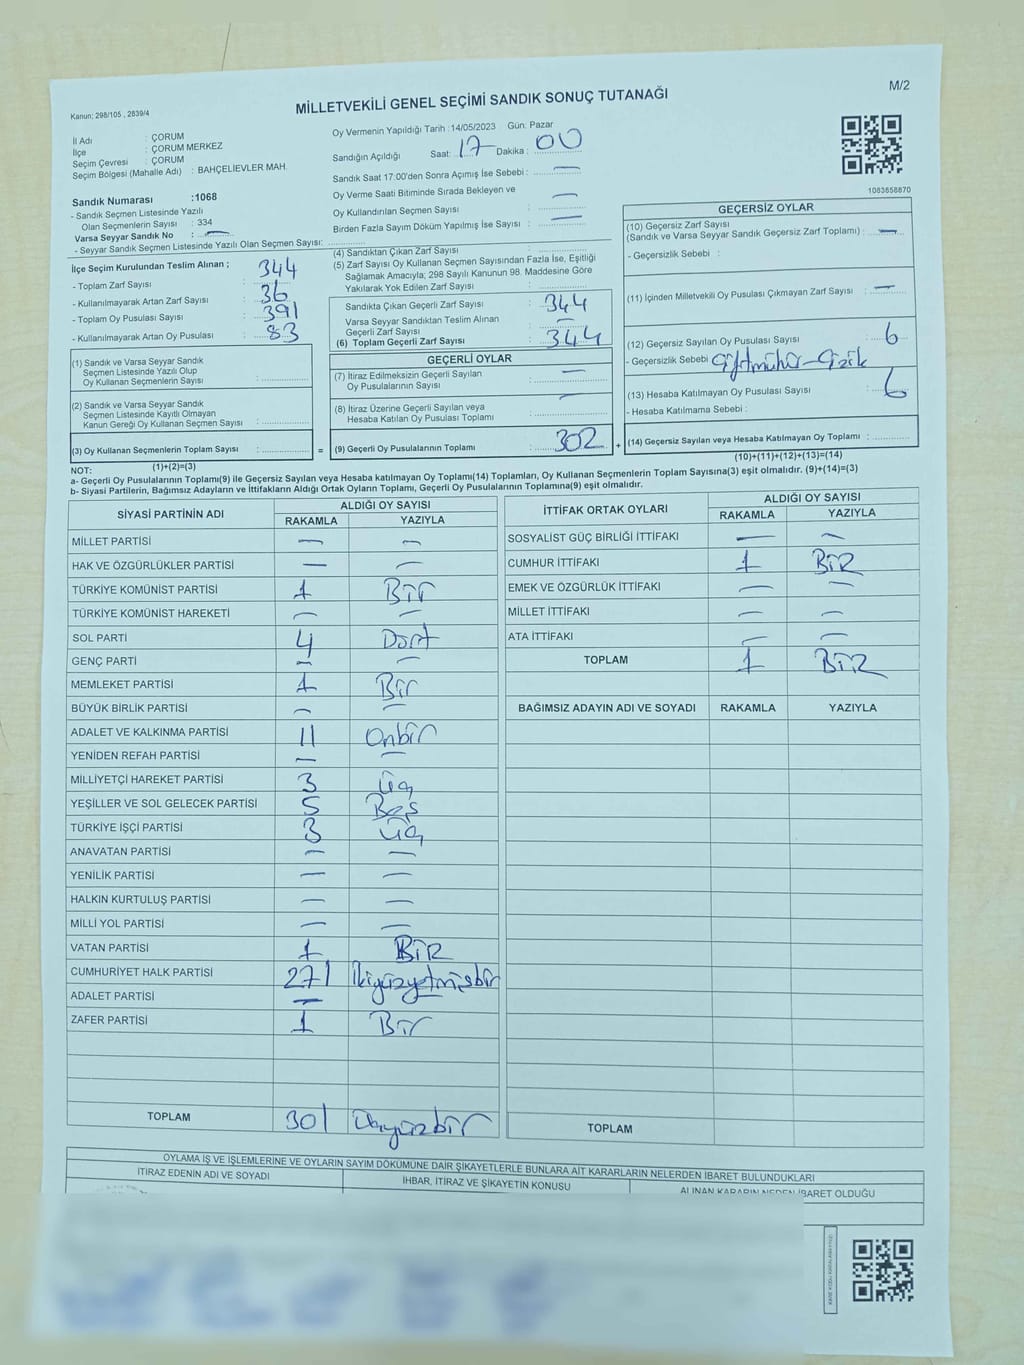 M/2
Kanun: 298/105 , 2839/4
MİLLETVEKİLİ GENEL SEÇİMİ SANDIK SONUÇ TUTANAĞI
İl Adı : ÇORUM
İlçe : ÇORUM MERKEZ
Seçim Çevresi : ÇORUM
Seçim Bölgesi (Mahalle Adı) : BAHÇELİEVLER MAH.
Sandık Numarası :1068
- Sandık Seçmen Listesinde Yazılı
Olan Seçmenlerin Sayısı : 334
Varsa Seyyar Sandık No : —
- Seyyar Sandık Seçmen Listesinde Yazılı Olan Seçmen Sayısı:
Oy Vermenin Yapıldığı Tarih :14/05/2023 Gün: Pazar
Sandığın Açıldığı Saat: 17 Dakika : 00
Sandık Saat 17:00'den Sonra Açımış İse Sebebi : —
Oy Verme Saati Bitiminde Sırada Bekleyen ve
Oy Kullandırılan Seçmen Sayısı : —
Birden Fazla Sayım Döküm Yapılmış İse Sayısı : —
1083858870
İlçe Seçim Kurulundan Teslim Alınan ;
- Toplam Zarf Sayısı : 344
- Kullanılmayarak Artan Zarf Sayısı : 36
- Toplam Oy Pusulası Sayısı : 391
- Kullanılmayarak Artan Oy Pusulası : 83
(1) Sandık ve Varsa Seyyar Sandık
Seçmen Listesinde Yazılı Olup
Oy Kullanan Seçmenlerin Sayısı :
(2) Sandık ve Varsa Seyyar Sandık
Seçmen Listesinde Kayıtlı Olmayan
Kanun Gereği Oy Kullanan Seçmen Sayısı :
(3) Oy Kullanan Seçmenlerin Toplam Sayısı :
(1)+(2)=(3)
(4) Sandıktan Çıkan Zarf Sayısı :
(5) Zarf Sayısı Oy Kullanan Seçmen Sayısından Fazla İse, Eşitliği
Sağlamak Amacıyla; 298 Sayılı Kanunun 98. Maddesine Göre
Yakılarak Yok Edilen Zarf Sayısı :
Sandıkta Çıkan Geçerli Zarf Sayısı : 344
Varsa Seyyar Sandıktan Teslim Alınan
Geçerli Zarf Sayısı : —
(6) Toplam Geçerli Zarf Sayısı : 344
GEÇERLİ OYLAR
(7) İtiraz Edilmeksizin Geçerli Sayılan
Oy Pusulalarının Sayısı : —
(8) İtiraz Üzerine Geçerli Sayılan veya
Hesaba Katılan Oy Pusulası Toplamı : —
= (9) Geçerli Oy Pusulalarının Toplamı : 302 +
GEÇERSİZ OYLAR
(10) Geçersiz Zarf Sayısı
(Sandık ve Varsa Seyyar Sandık Geçersiz Zarf Toplamı) : —
- Geçersizlik Sebebi :
(11) İçinden Milletvekili Oy Pusulası Çıkmayan Zarf Sayısı : —
(12) Geçersiz Sayılan Oy Pusulası Sayısı : 6
- Geçersizlik Sebebi Çiftmühür-Çizik
(13) Hesaba Katılmayan Oy Pusulası Sayısı : 6
- Hesaba Katılmama Sebebi :
(14) Geçersiz Sayılan veya Hesaba Katılmayan Oy Toplamı :
(10)+(11)+(12)+(13)=(14)
NOT:
a- Geçerli Oy Pusulalarının Toplamı(9) ile Geçersiz Sayılan veya Hesaba katılmayan Oy Toplamı(14) Toplamları, Oy Kullanan Seçmenlerin Toplam Sayısına(3) eşit olmalıdır. (9)+(14)=(3)
b- Siyasi Partilerin, Bağımsız Adayların ve İttifakların Aldığı Ortak Oyların Toplamı, Geçerli Oy Pusulalarının Toplamına(9) eşit olmalıdır.
SİYASİ PARTİNİN ADI ALDIĞI OY SAYISI
RAKAMLA YAZIYLA
MİLLET PARTİSİ — —
HAK VE ÖZGÜRLÜKLER PARTİSİ — —
TÜRKİYE KOMÜNİST PARTİSİ 1 Bir
TÜRKİYE KOMÜNİST HAREKETİ — —
SOL PARTİ 4 Dört
GENÇ PARTİ — —
MEMLEKET PARTİSİ 1 Bir
BÜYÜK BİRLİK PARTİSİ — —
ADALET VE KALKINMA PARTİSİ 11 Onbir
YENİDEN REFAH PARTİSİ — —
MİLLİYETÇİ HAREKET PARTİSİ 3 Üç
YEŞİLLER VE SOL GELECEK PARTİSİ 5 Beş
TÜRKİYE İŞÇİ PARTİSİ 3 Üç
ANAVATAN PARTİSİ — —
YENİLİK PARTİSİ — —
HALKIN KURTULUŞ PARTİSİ — —
MİLLİ YOL PARTİSİ — —
VATAN PARTİSİ 1 BİR
CUMHURİYET HALK PARTİSİ 271 İkiyüzyetmişbir
ADALET PARTİSİ — —
ZAFER PARTİSİ 1 Bir
TOPLAM 301 Üçyüzbir
İTTİFAK ORTAK OYLARI ALDIĞI OY SAYISI
RAKAMLA YAZIYLA
SOSYALİST GÜÇ BİRLİĞİ İTTİFAKI — —
CUMHUR İTTİFAKI 1 BİR
EMEK VE ÖZGÜRLÜK İTTİFAKI — —
MİLLET İTTİFAKI — —
ATA İTTİFAKI — —
TOPLAM 1 BİR
BAĞIMSIZ ADAYIN ADI VE SOYADI RAKAMLA YAZIYLA
TOPLAM
OYLAMA İŞ VE İŞLEMLERİNE VE OYLARIN SAYIM DÖKÜMÜNE DAİR ŞİKAYETLERLE BUNLARA AİT KARARLARIN NELERDEN İBARET BULUNDUKLARI
İTİRAZ EDENİN ADI VE SOYADI İHBAR, İTİRAZ VE ŞİKAYETİN KONUSU ALINAN KARARIN NEDEN İBARET OLDUĞU